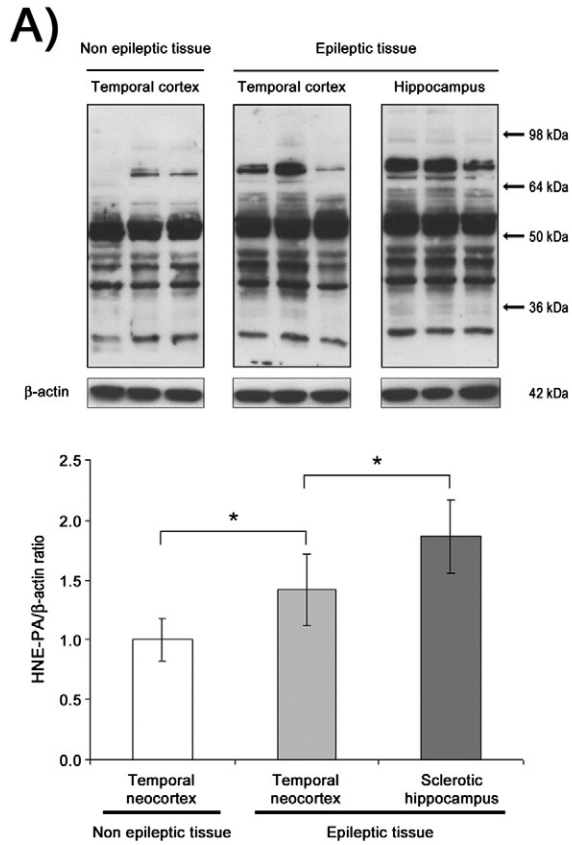 A)
Non epileptic tissue
Epileptic tissue
Temporal cortex
Temporal cortex
Hippocampus
98 kDa
64 kDa
50 kDa
36 kDa
β-actin
42 kDa
2.5
2.0
1.5
1.0
0.5
0.0
HNE-PA/β-actin ratio
*
*
Temporal
neocortex
Temporal
neocortex
Sclerotic
hippocampus
Non epileptic tissue
Epileptic tissue